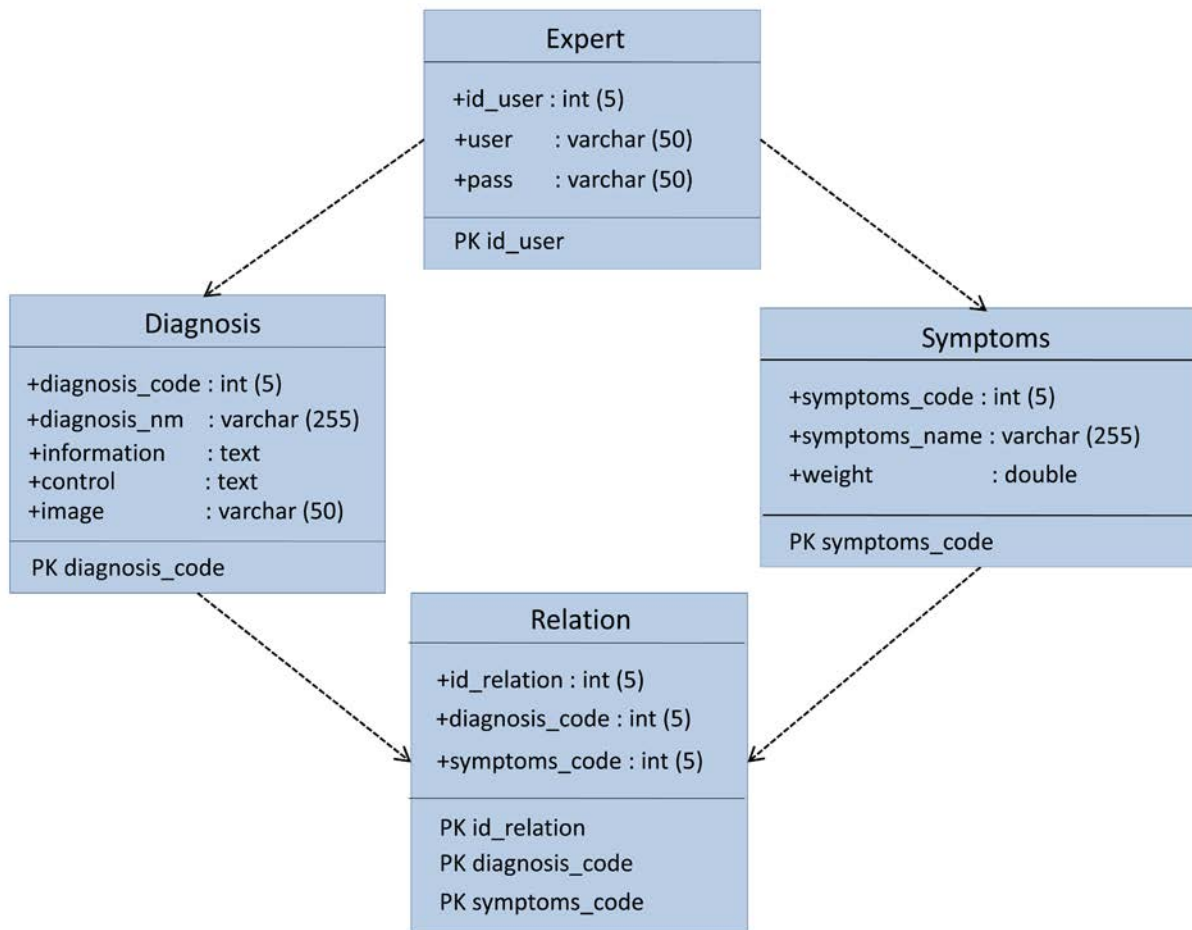 Expert
+id_user : int (5)
+user : varchar (50)
+pass : varchar (50)
PK id_user
Diagnosis
+diagnosis_code : int (5)
+diagnosis_nm : varchar (255)
+information : text
+control : text
+image : varchar (50)
PK diagnosis_code
Symptoms
+symptoms_code : int (5)
+symptoms_name : varchar (255)
+weight : double
PK symptoms_code
Relation
+id_relation : int (5)
+diagnosis_code : int (5)
+symptoms_code : int (5)
PK id_relation
PK diagnosis_code
PK symptoms_code